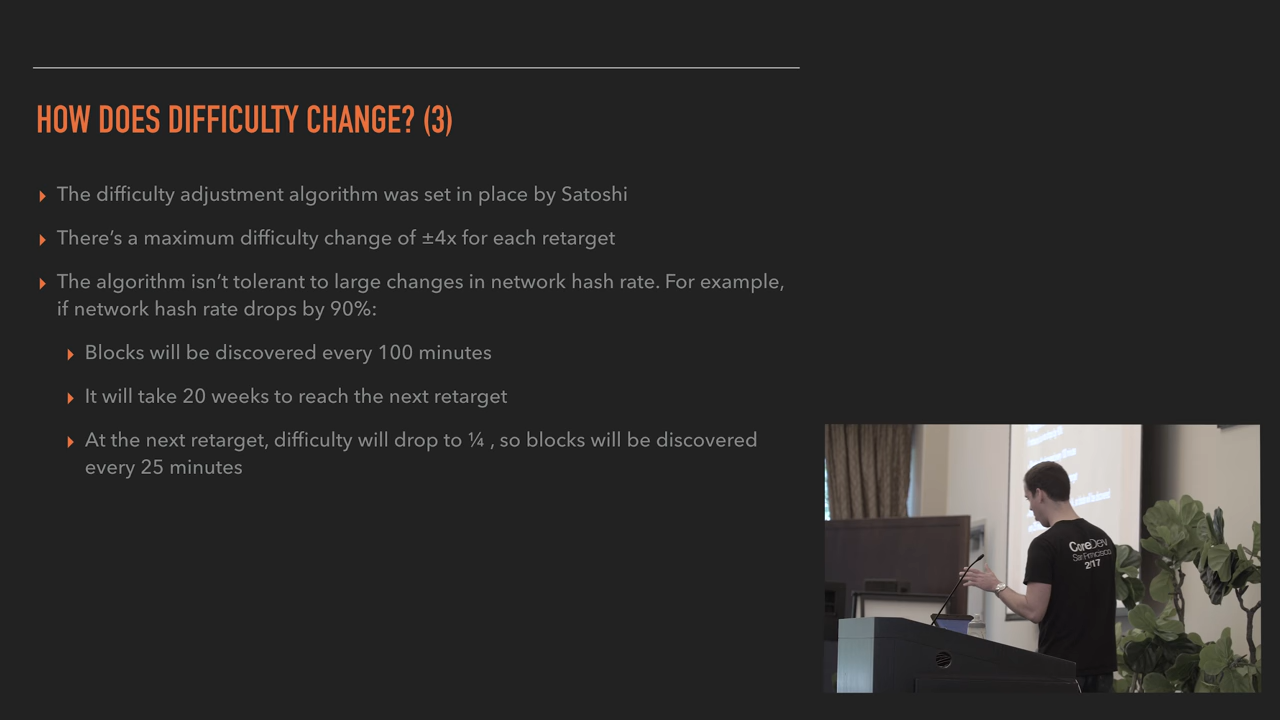 HOW DOES DIFFICULTY CHANGE? (3)
The difficulty adjustment algorithm was set in place by Satoshi
There’s a maximum difficulty change of ±4x for each retarget
The algorithm isn’t tolerant to large changes in network hash rate. For example,
if network hash rate drops by 90%:
Blocks will be discovered every 100 minutes
It will take 20 weeks to reach the next retarget
At the next retarget, difficulty will drop to ¼ , so blocks will be discovered
every 25 minutes
CoreDev
San Francisco
2017